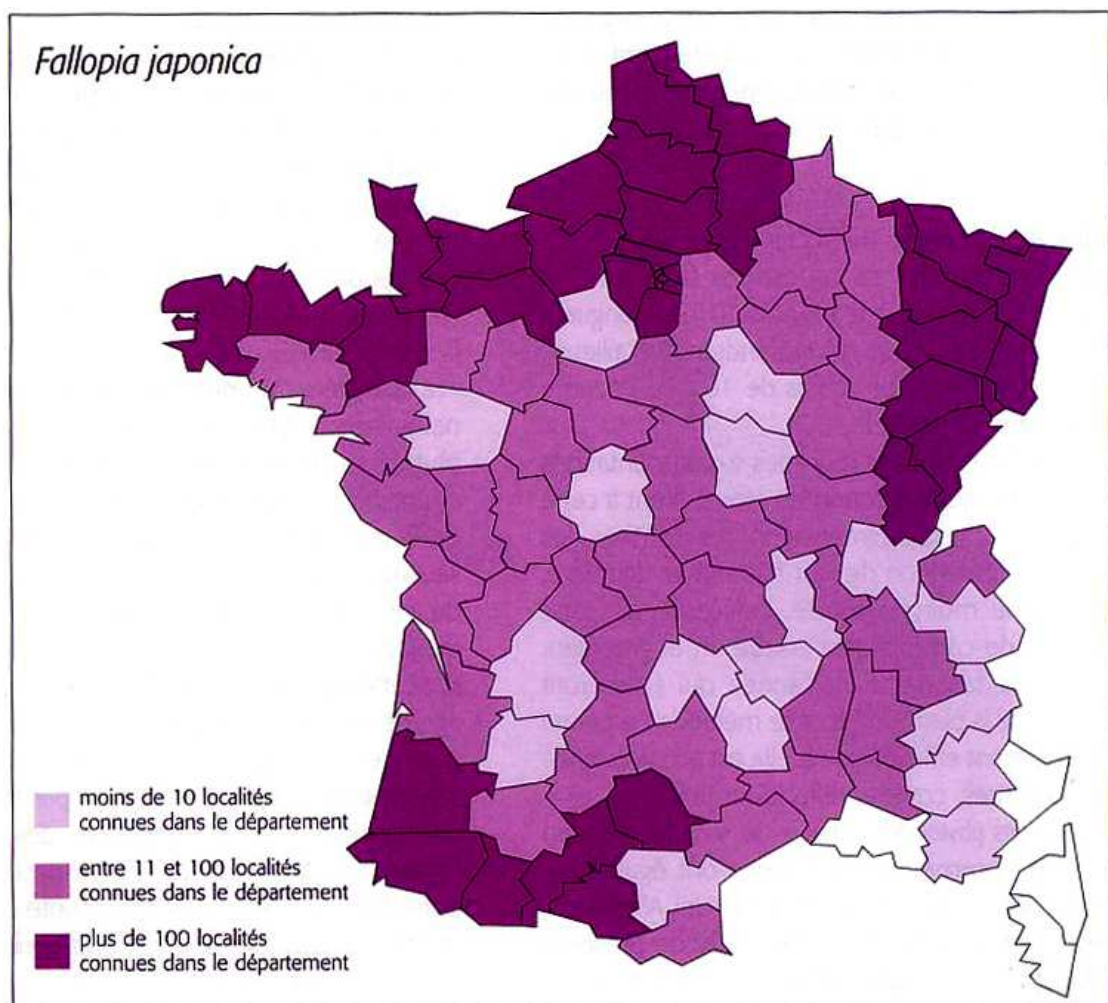 Fallopia japonica
moins de 10 localités
connues dans le département
entre 11 et 100 localités
connues dans le département
plus de 100 localités
connues dans le département